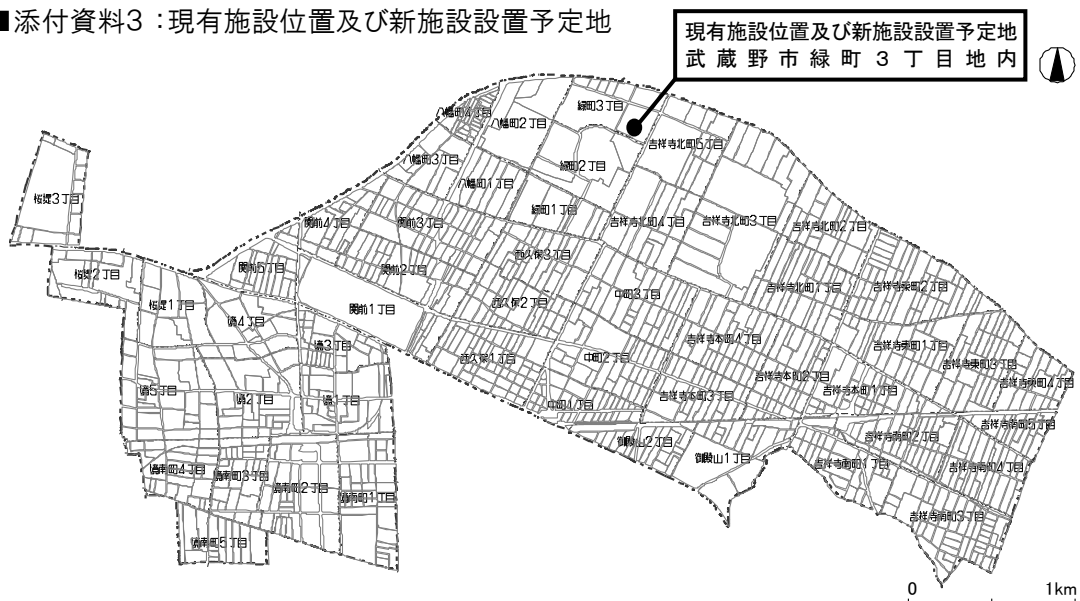 ■添付資料3：現有施設位置及び新施設設置予定地
現有施設位置及び新施設設置予定地
武蔵野市緑町3丁目地内
緑町3丁目
八幡町4丁目
八幡町2丁目
吉祥寺北町5丁目
八幡町3丁目
緑町2丁目
八幡町1丁目
桜堤3丁目
緑町1丁目
関前4丁目
関前3丁目
吉祥寺北町4丁目
吉祥寺北町3丁目
吉祥寺北町2丁目
西久保3丁目
関前5丁目
関前2丁目
桜堤2丁目
吉祥寺北町1丁目
吉祥寺東町2丁目
中町3丁目
桜堤1丁目
西久保2丁目
関前1丁目
境4丁目
吉祥寺本町4丁目
境3丁目
吉祥寺東町1丁目
西久保1丁目
中町2丁目
吉祥寺東町3丁目
吉祥寺本町2丁目
吉祥寺東町4丁目
境5丁目
吉祥寺本町1丁目
吉祥寺本町3丁目
境2丁目
境1丁目
中町1丁目
吉祥寺南町5丁目
吉祥寺南町2丁目
御殿山2丁目
御殿山1丁目
吉祥寺南町1丁目
吉祥寺南町4丁目
境南町4丁目
境南町3丁目
境南町2丁目
境南町1丁目
吉祥寺南町3丁目
境南町5丁目
0
1km